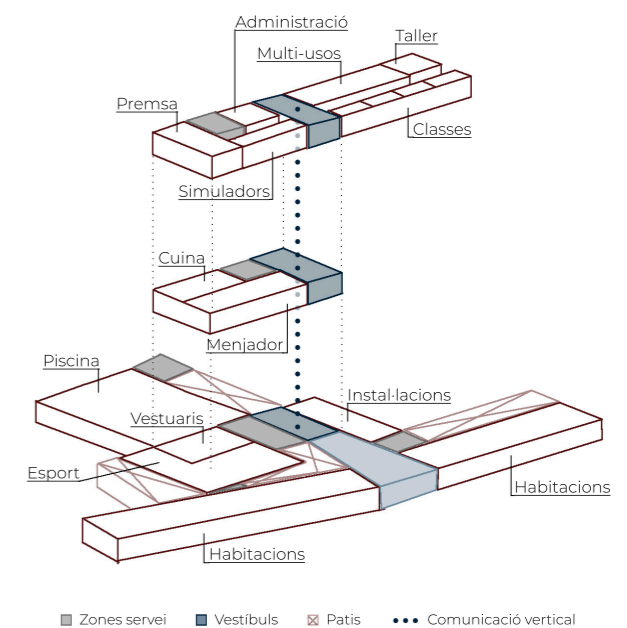 Administració
Taller
Multi-usos
Premsa
Classes
Simuladors
Cuina
Menjador
Piscina
Instal·lacions
Vestuaris
Esport
Habitacions
Habitacions
Zones servei
Vestíbuls
Patis
Comunicació vertical